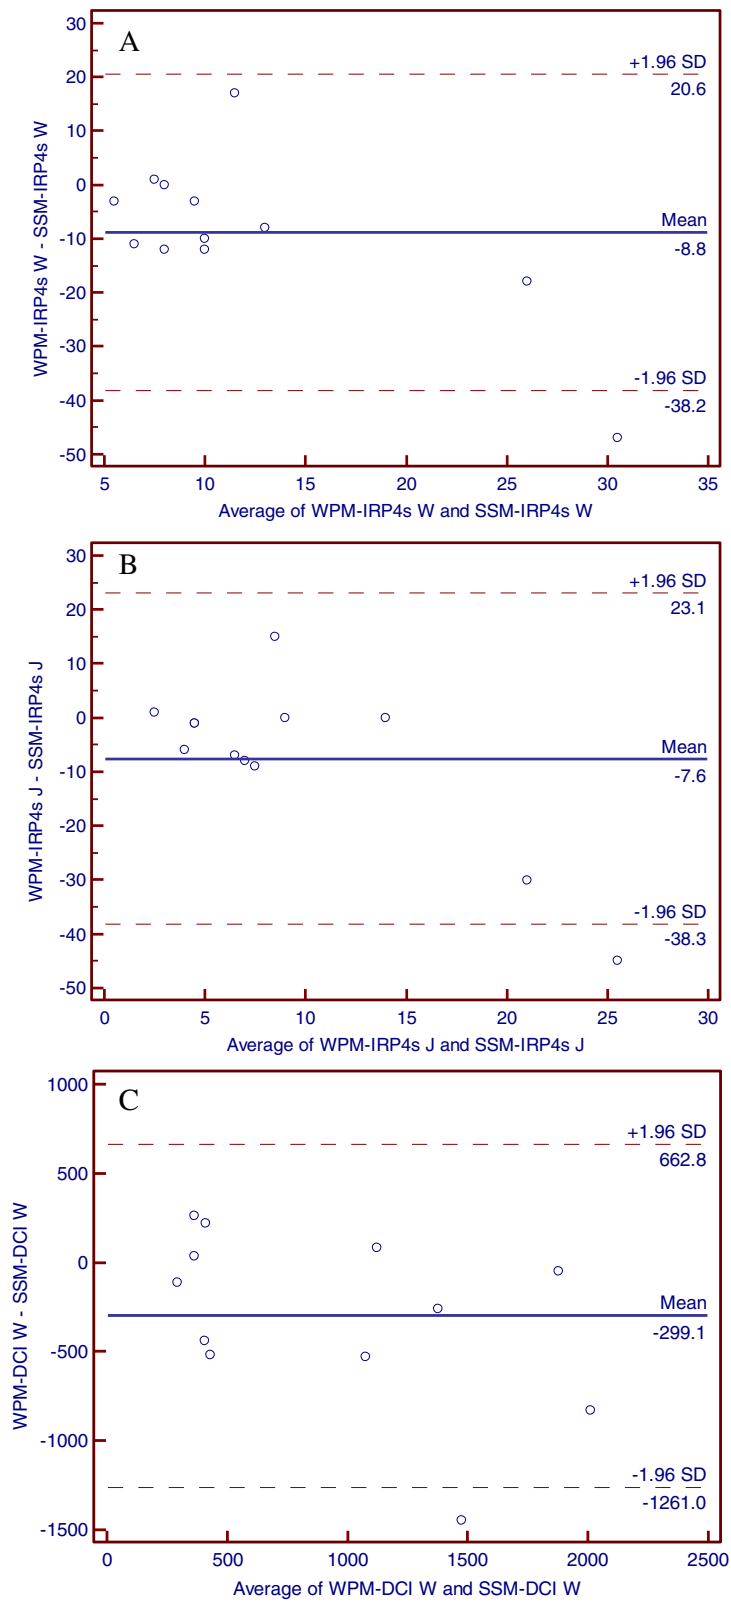 A
30
20
10
0
-10
-20
-30
-40
-50
WPM-IRP4s W - SSM-IRP4s W
+1.96 SD
20.6
Mean
-8.8
-1.96 SD
-38.2
5 10 15 20 25 30 35
Average of WPM-IRP4s W and SSM-IRP4s W
B
30
20
10
0
-10
-20
-30
-40
-50
WPM-IRP4s J - SSM-IRP4s J
+1.96 SD
23.1
Mean
-7.6
-1.96 SD
-38.3
0 5 10 15 20 25 30
Average of WPM-IRP4s J and SSM-IRP4s J
C
1000
500
0
-500
-1000
-1500
WPM-DCI W - SSM-DCI W
+1.96 SD
662.8
Mean
-299.1
-1.96 SD
-1261.0
0 500 1000 1500 2000 2500
Average of WPM-DCI W and SSM-DCI W